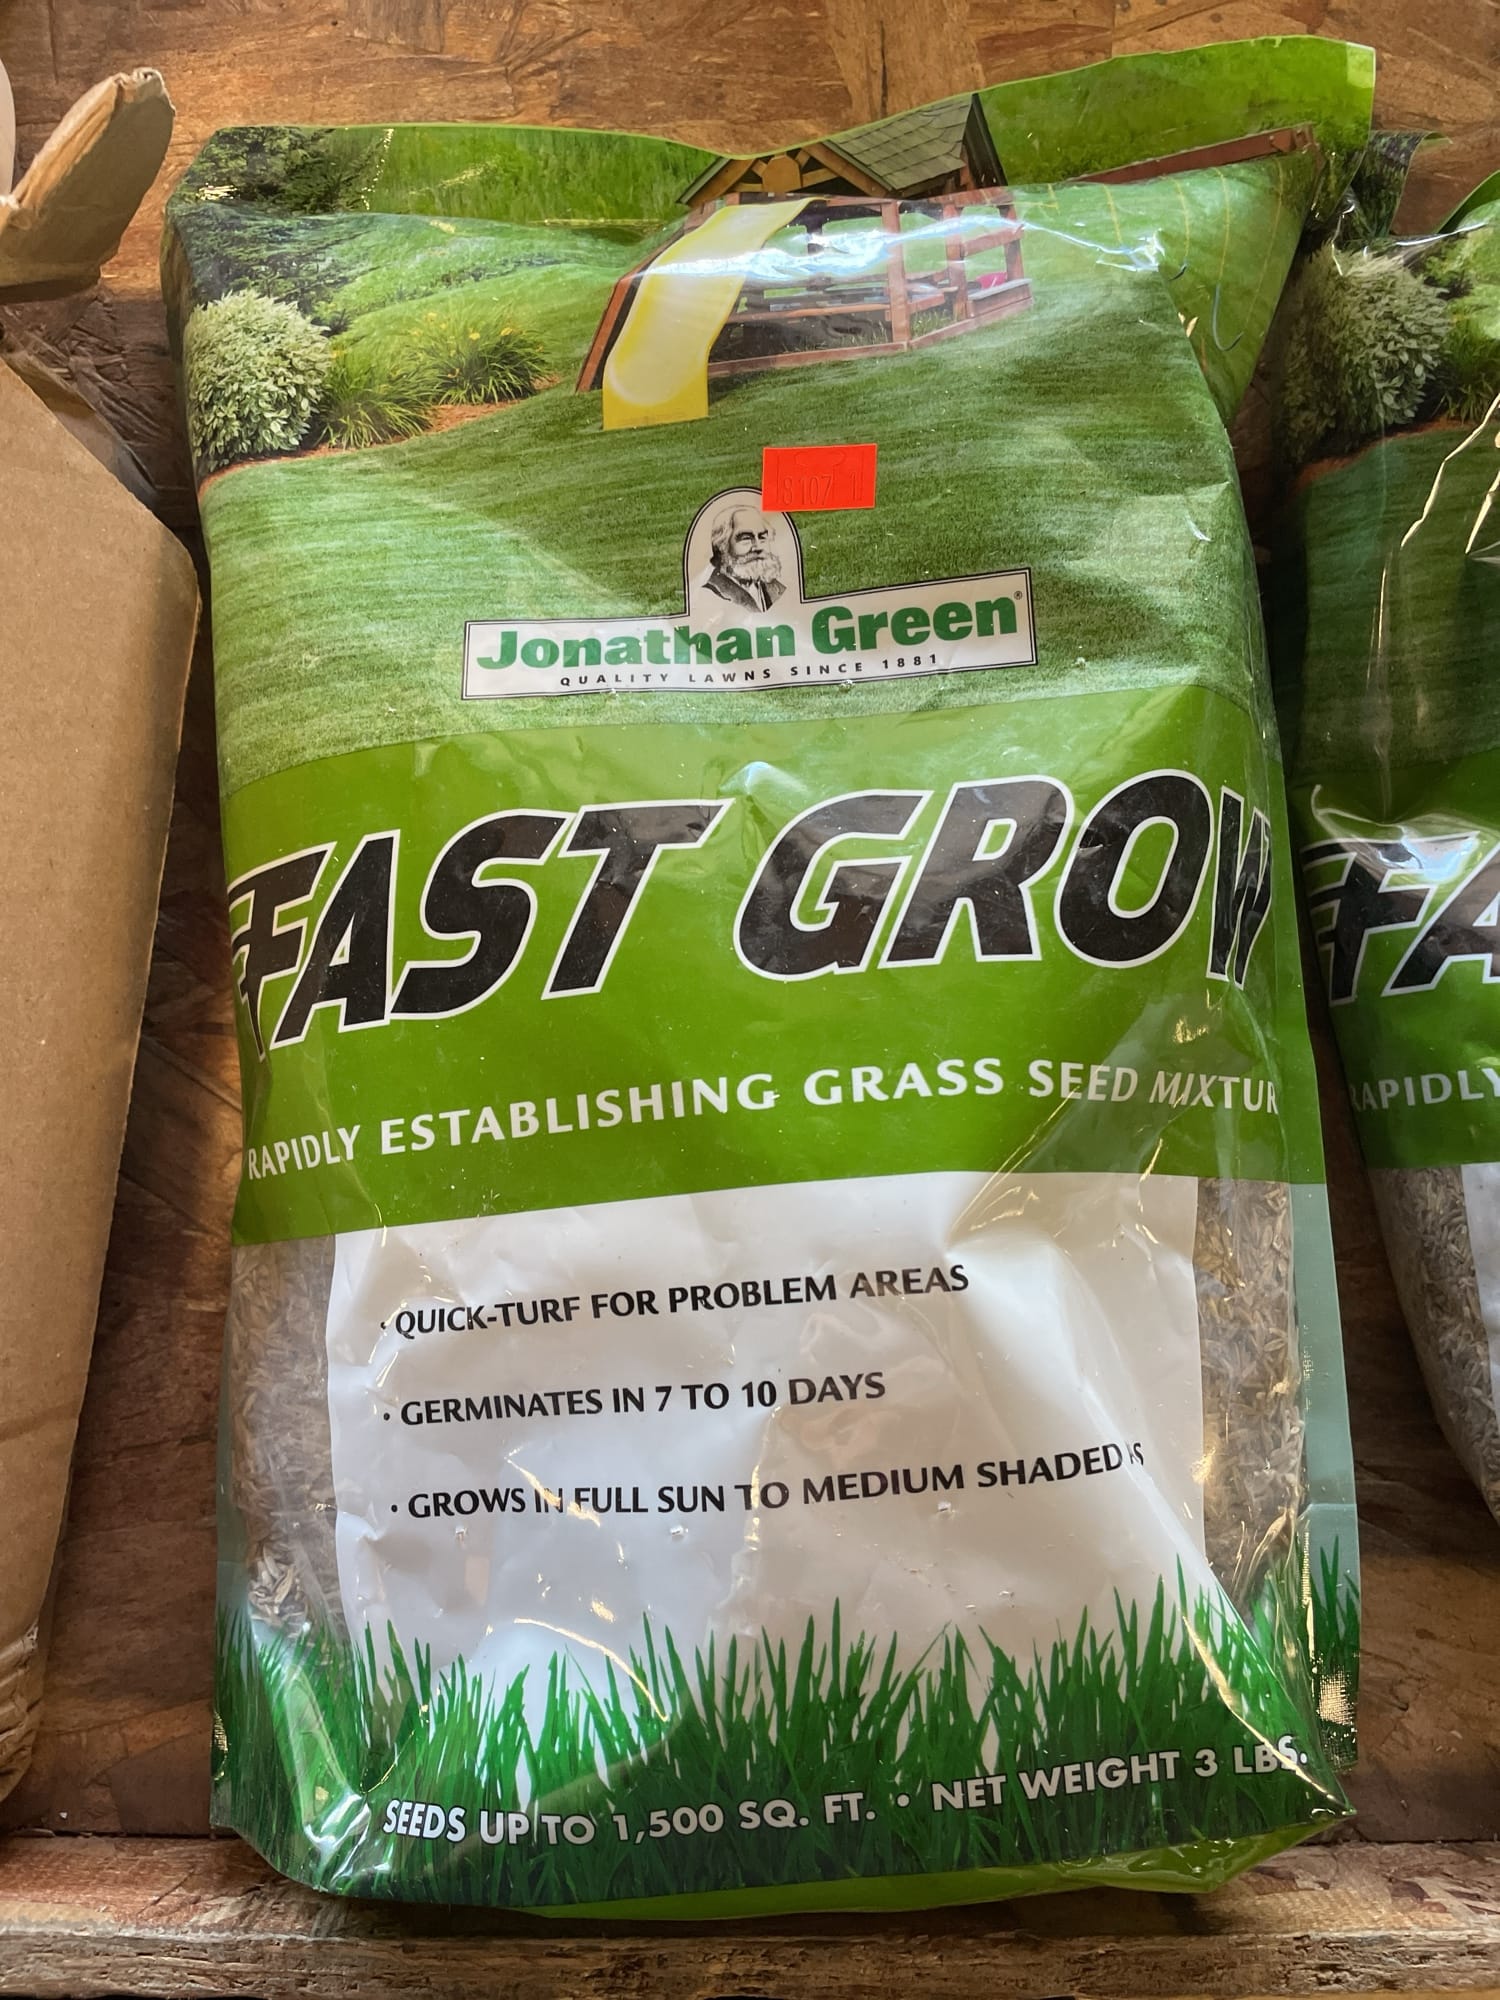 Jonathan Green®
QUALITY LAWNS SINCE 1881
FAST GROW
RAPIDLY ESTABLISHING GRASS SEED MIXTUR
• QUICK-TURF FOR PROBLEM AREAS
• GERMINATES IN 7 TO 10 DAYS
• GROWS IN FULL SUN TO MEDIUM SHADED
SEEDS UP TO 1,500 SQ. FT. • NET WEIGHT 3 LBS.
FA
RAPIDLY